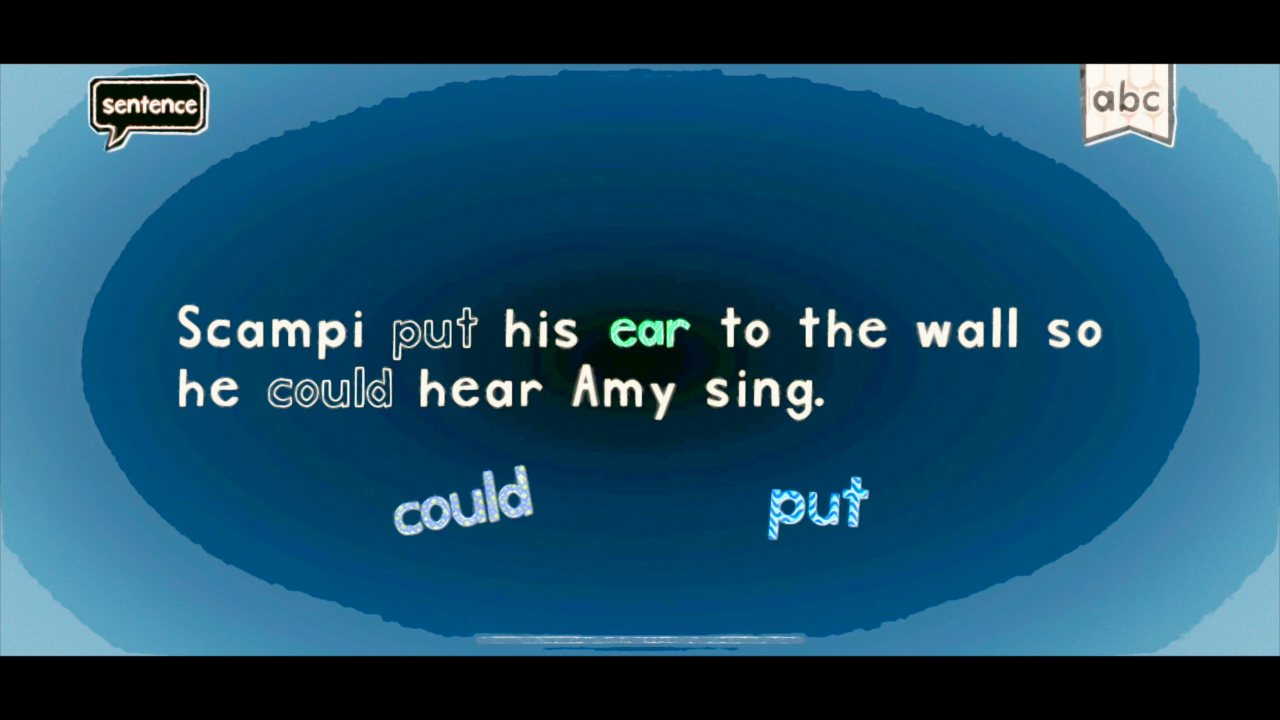 sentence
abc
Scampi put his ear to the wall so
he could hear Amy sing.
could put